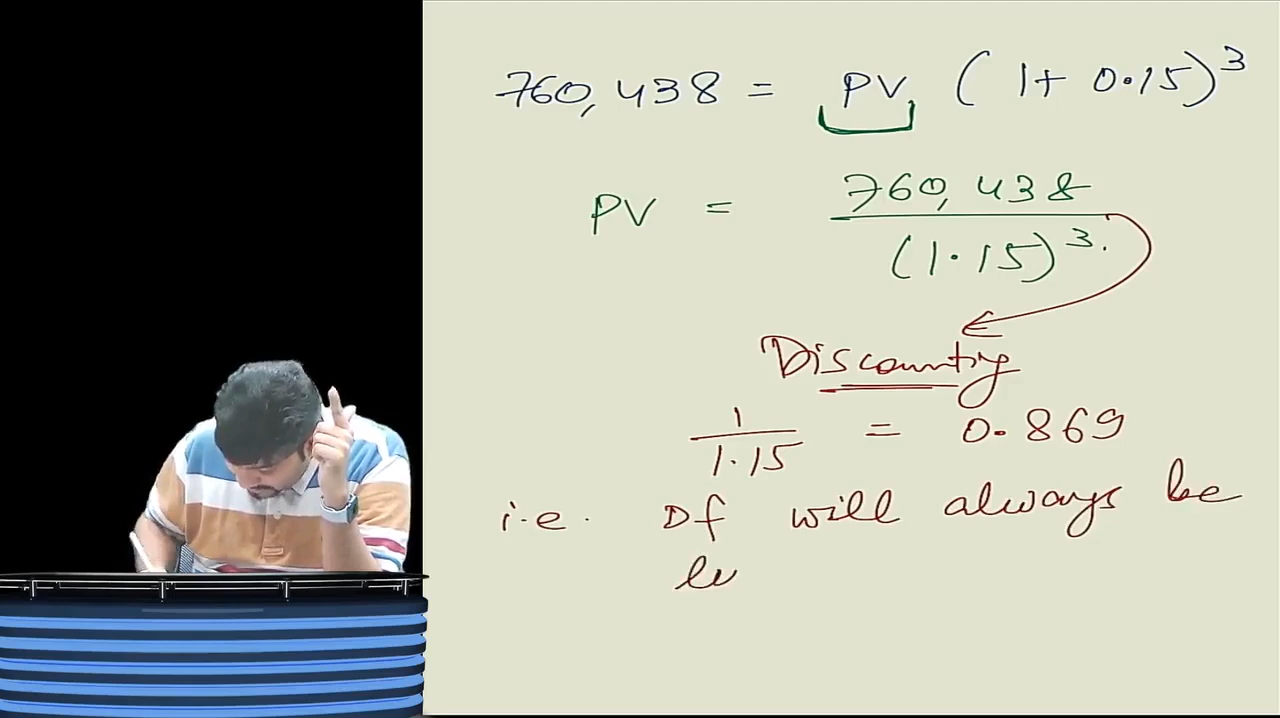 760,438 = PV (1+0.15)^3
PV = 760,438 / (1.15)^3.
Discounting
1/1.15 = 0.869
i.e. Df will always be